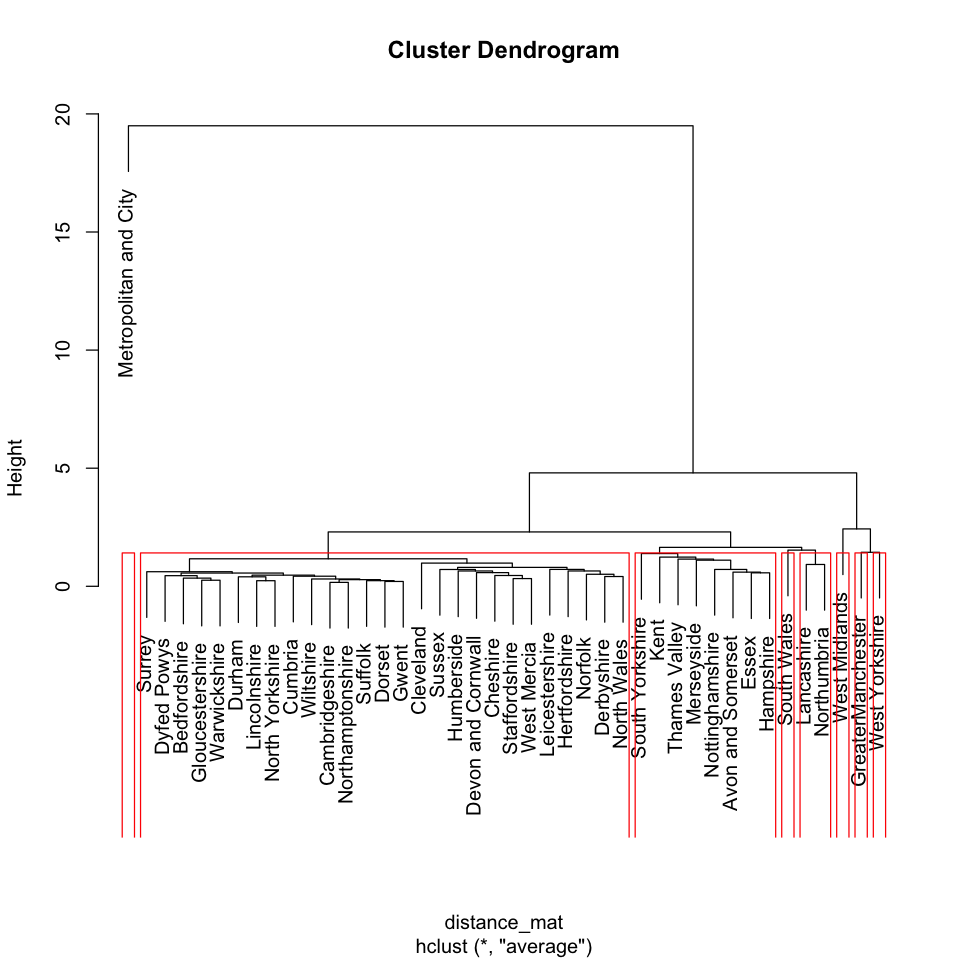 Cluster Dendrogram
Height
20
15
10
5
0
Metropolitan and City
Surrey
Dyfed Powys
Bedfordshire
Gloucestershire
Warwickshire
Durham
Lincolnshire
North Yorkshire
Cumbria
Wiltshire
Cambridgeshire
Northamptonshire
Suffolk
Dorset
Gwent
Cleveland
Sussex
Humberside
Devon and Cornwall
Cheshire
Staffordshire
West Mercia
Leicestershire
Hertfordshire
Norfolk
Derbyshire
North Wales
South Yorkshire
Kent
Thames Valley
Merseyside
Nottinghamshire
Avon and Somerset
Essex
Hampshire
South Wales
Lancashire
Northumbria
West Midlands
GreaterManchester
West Yorkshire
distance_mat
hclust (*, "average")